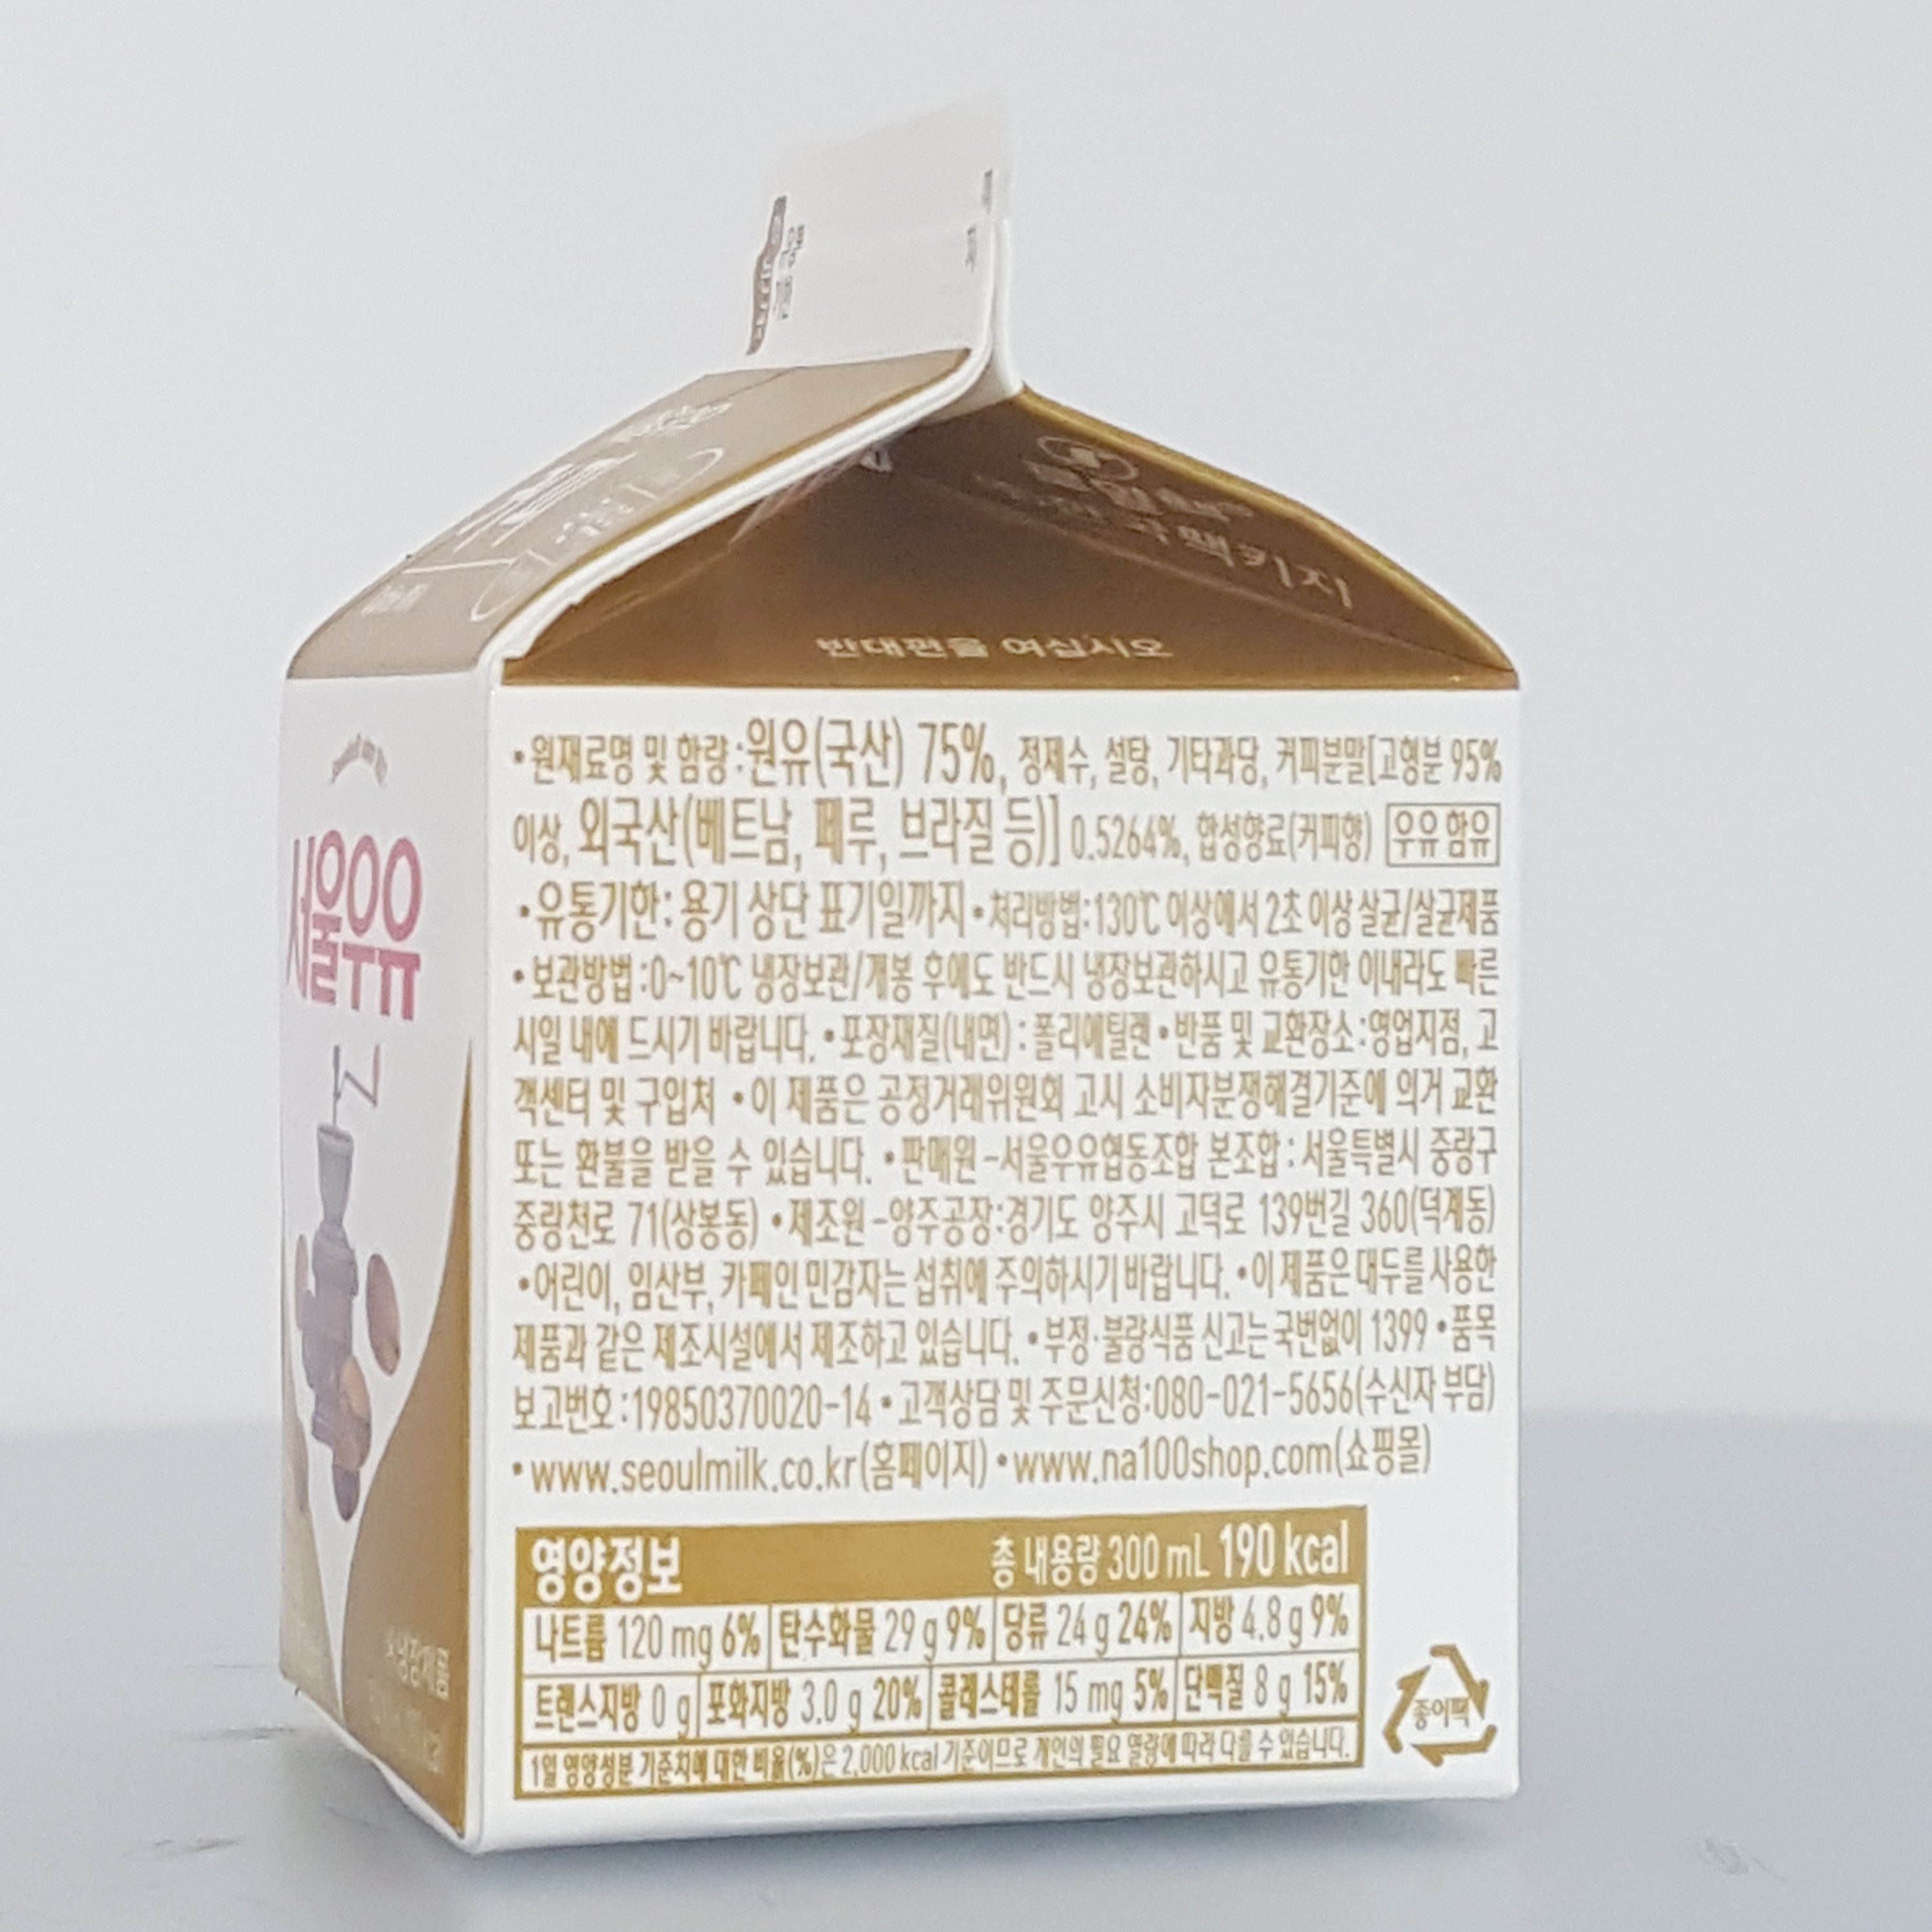 맥키지
반대편을 여십시오
서울우유
•원재료명 및 함량:원유(국산) 75%, 정제수, 설탕, 기타과당, 커피분말[고형분 95%
이상, 외국산(베트남, 페루, 브라질 등)] 0.5264%, 합성향료(커피향) 우유 함유
•유통기한: 용기 상단 표기일까지 •처리방법:130℃ 이상에서 2초 이상 살균/살균제품
•보관방법:0~10℃ 냉장보관/개봉 후에도 반드시 냉장보관하시고 유통기한 이내라도 빠른
시일 내에 드시기 바랍니다. •포장재질(내면) : 폴리에틸렌 •반품 및 교환장소:영업지점, 고
객센터 및 구입처 •이 제품은 공정거래위원회 고시 소비자분쟁해결기준에 의거 교환
또는 환불을 받을 수 있습니다. •판매원-서울우유협동조합 본조합 : 서울특별시 중랑구
중랑천로 71(상봉동) •제조원-양주공장:경기도 양주시 고덕로 139번길 360(덕계동)
•어린이, 임산부, 카페인 민감자는 섭취에 주의하시기 바랍니다. •이 제품은 대두를 사용한
제품과 같은 제조시설에서 제조하고 있습니다. •부정·불량식품 신고는 국번없이 1399 •품목
보고번호:19850370020-14 •고객상담 및 주문신청:080-021-5656(수신자 부담)
•www.seoulmilk.co.kr(홈페이지) •www.na100shop.com(쇼핑몰)
영양정보 총 내용량 300 mL 190 kcal
나트륨 120 mg 6% 탄수화물 29 g 9% 당류 24 g 24% 지방 4.8 g 9%
트랜스지방 0 g 포화지방 3.0 g 20% 콜레스테롤 15 mg 5% 단백질 8 g 15%
1일 영양성분 기준치에 대한 비율(%)은 2,000 kcal 기준이므로 개인의 필요 열량에 따라 다를 수 있습니다.
종이팩
냉장제품